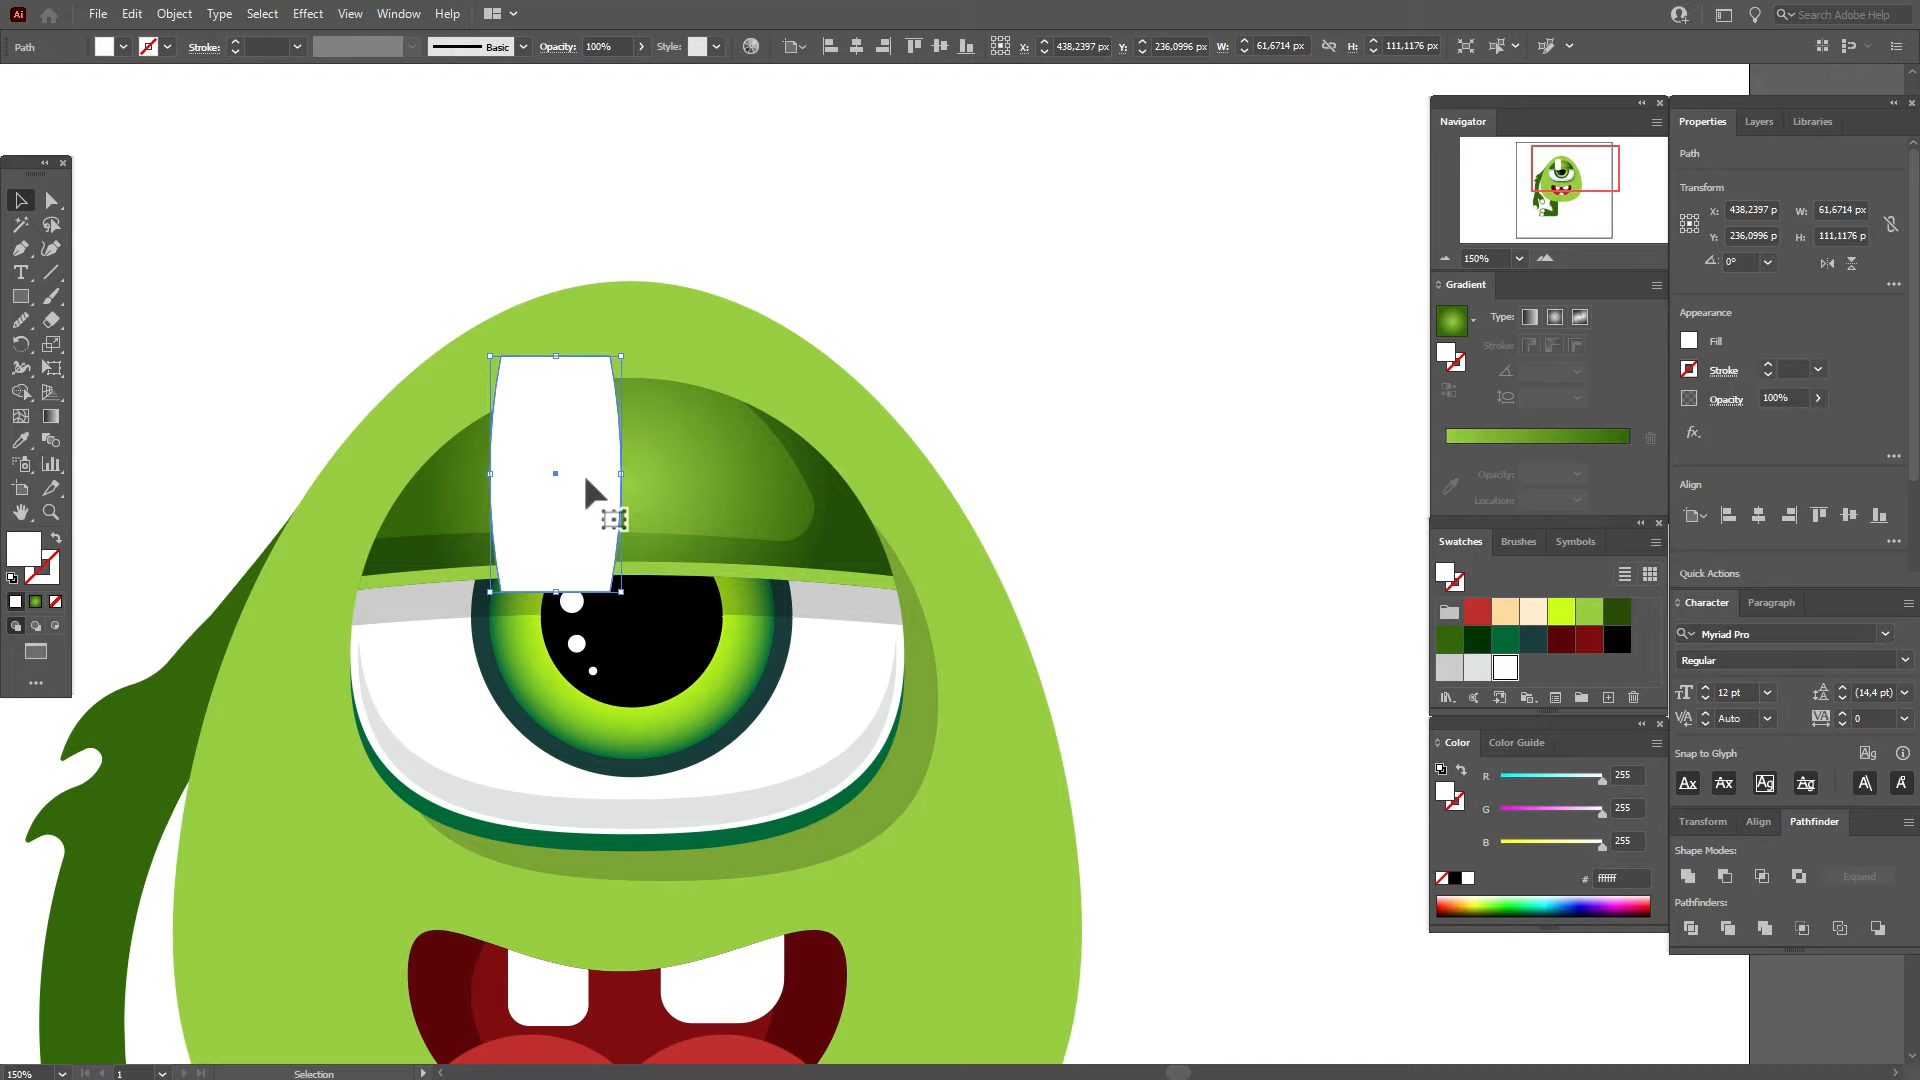 Ai File Edit Object Type Select Effect View Window Help Search Adobe Help
Path Stroke: Basic Opacity: 100% Style: X: 438,2397 px Y: 236,0996 px W: 61,6714 px H: 111,1176 px
Navigator
150%
Gradient
Type:
Stroke:
Opacity:
Location:
Swatches Brushes Symbols
Color Color Guide
R 255
G 255
B 255
# ffffff
Properties Layers Libraries
Path
Transform
X: 438,2397 p W: 61,6714 px
Y: 236,0996 p H: 111,1176 p
0°
Appearance
Fill
Stroke
Opacity 100%
fx.
Align
Quick Actions
Character Paragraph
Myriad Pro
Regular
12 pt (14,4 pt)
Auto 0
Snap to Glyph
Transform Align Pathfinder
Shape Modes:
Expand
Pathfinders:
150% 1 Selection